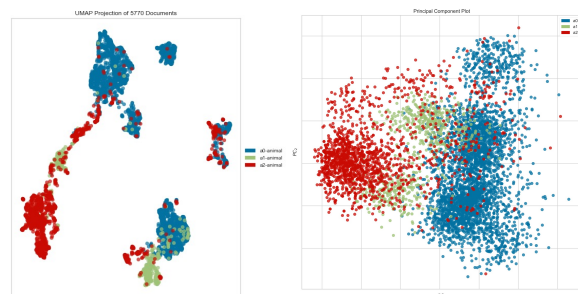 UMAP Projection of 5770 Documents
a0-animal
a1-animal
a2-animal
Principal Component Plot
a0
a1
a2
PC₂